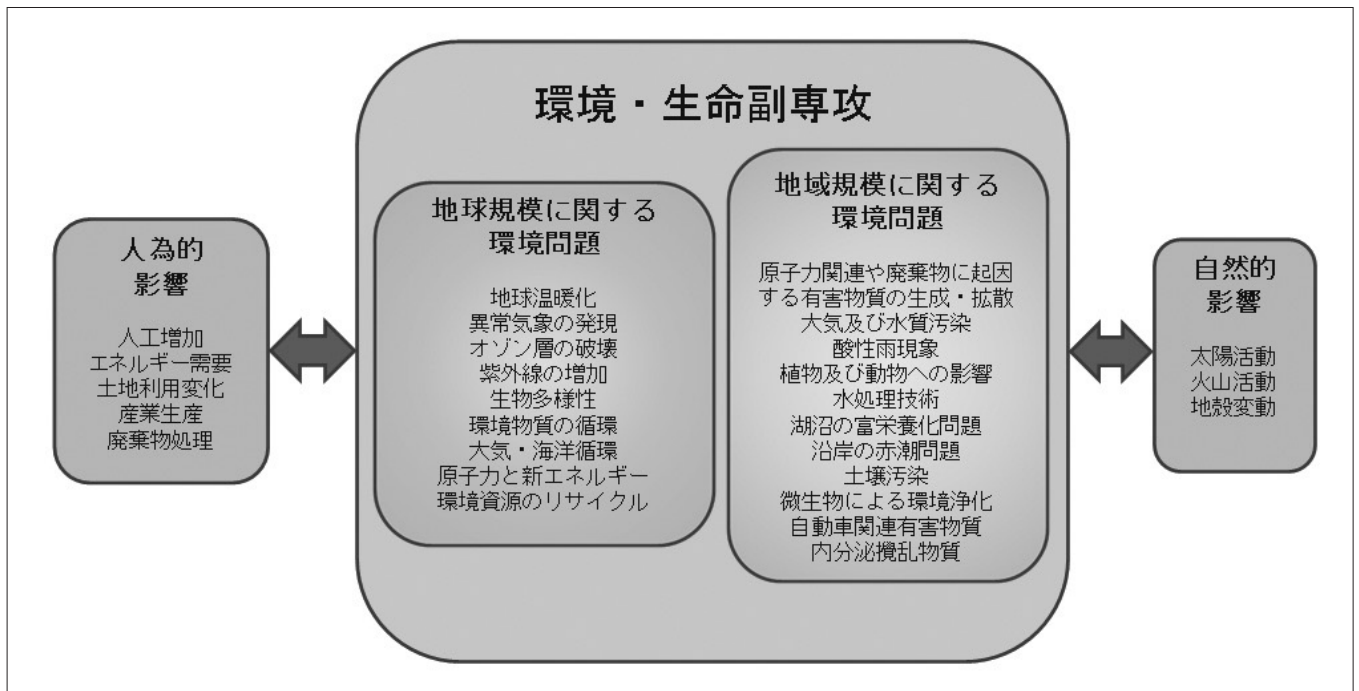 環境・生命副専攻
人為的
影響
人工増加
エネルギー需要
土地利用変化
産業生産
廃棄物処理
地球規模に関する
環境問題
地球温暖化
異常気象の発現
オゾン層の破壊
紫外線の増加
生物多様性
環境物質の循環
大気・海洋循環
原子力と新エネルギー
環境資源のリサイクル
地域規模に関する
環境問題
原子力関連や廃棄物に起因
する有害物質の生成・拡散
大気及び水質汚染
酸性雨現象
植物及び動物への影響
水処理技術
湖沼の富栄養化問題
沿岸の赤潮問題
土壌汚染
微生物による環境浄化
自動車関連有害物質
内分泌攪乱物質
自然的
影響
太陽活動
火山活動
地殻変動